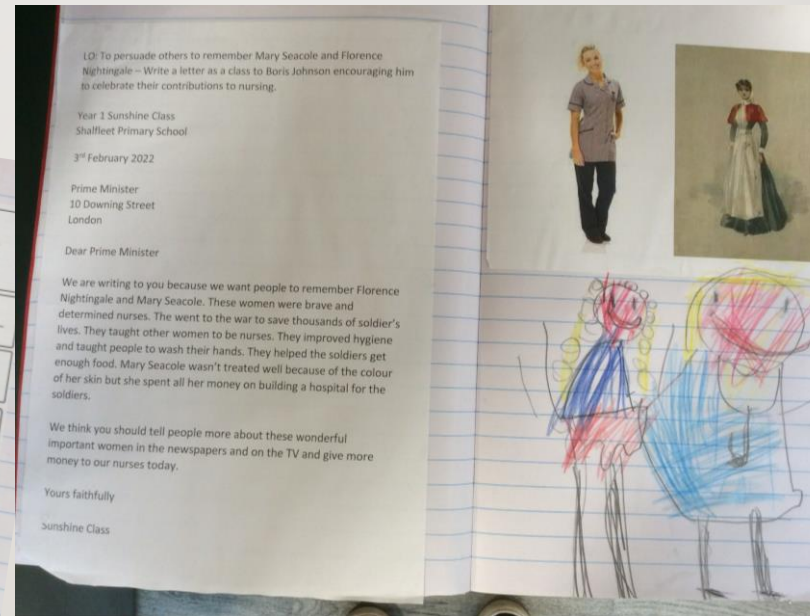 LO: To persuade others to remember Mary Seacole and Florence
Nightingale – Write a letter as a class to Boris Johnson encouraging him
to celebrate their contributions to nursing.
Year 1 Sunshine Class
Shalfleet Primary School
3rd February 2022
Prime Minister
10 Downing Street
London
Dear Prime Minister
We are writing to you because we want people to remember Florence
Nightingale and Mary Seacole. These women were brave and
determined nurses. The went to the war to save thousands of soldier's
lives. They taught other women to be nurses. They improved hygiene
and taught people to wash their hands. They helped the soldiers get
enough food. Mary Seacole wasn't treated well because of the colour
of her skin but she spent all her money on building a hospital for the
soldiers.
We think you should tell people more about these wonderful
important women in the newspapers and on the TV and give more
money to our nurses today.
Yours faithfully
Sunshine Class